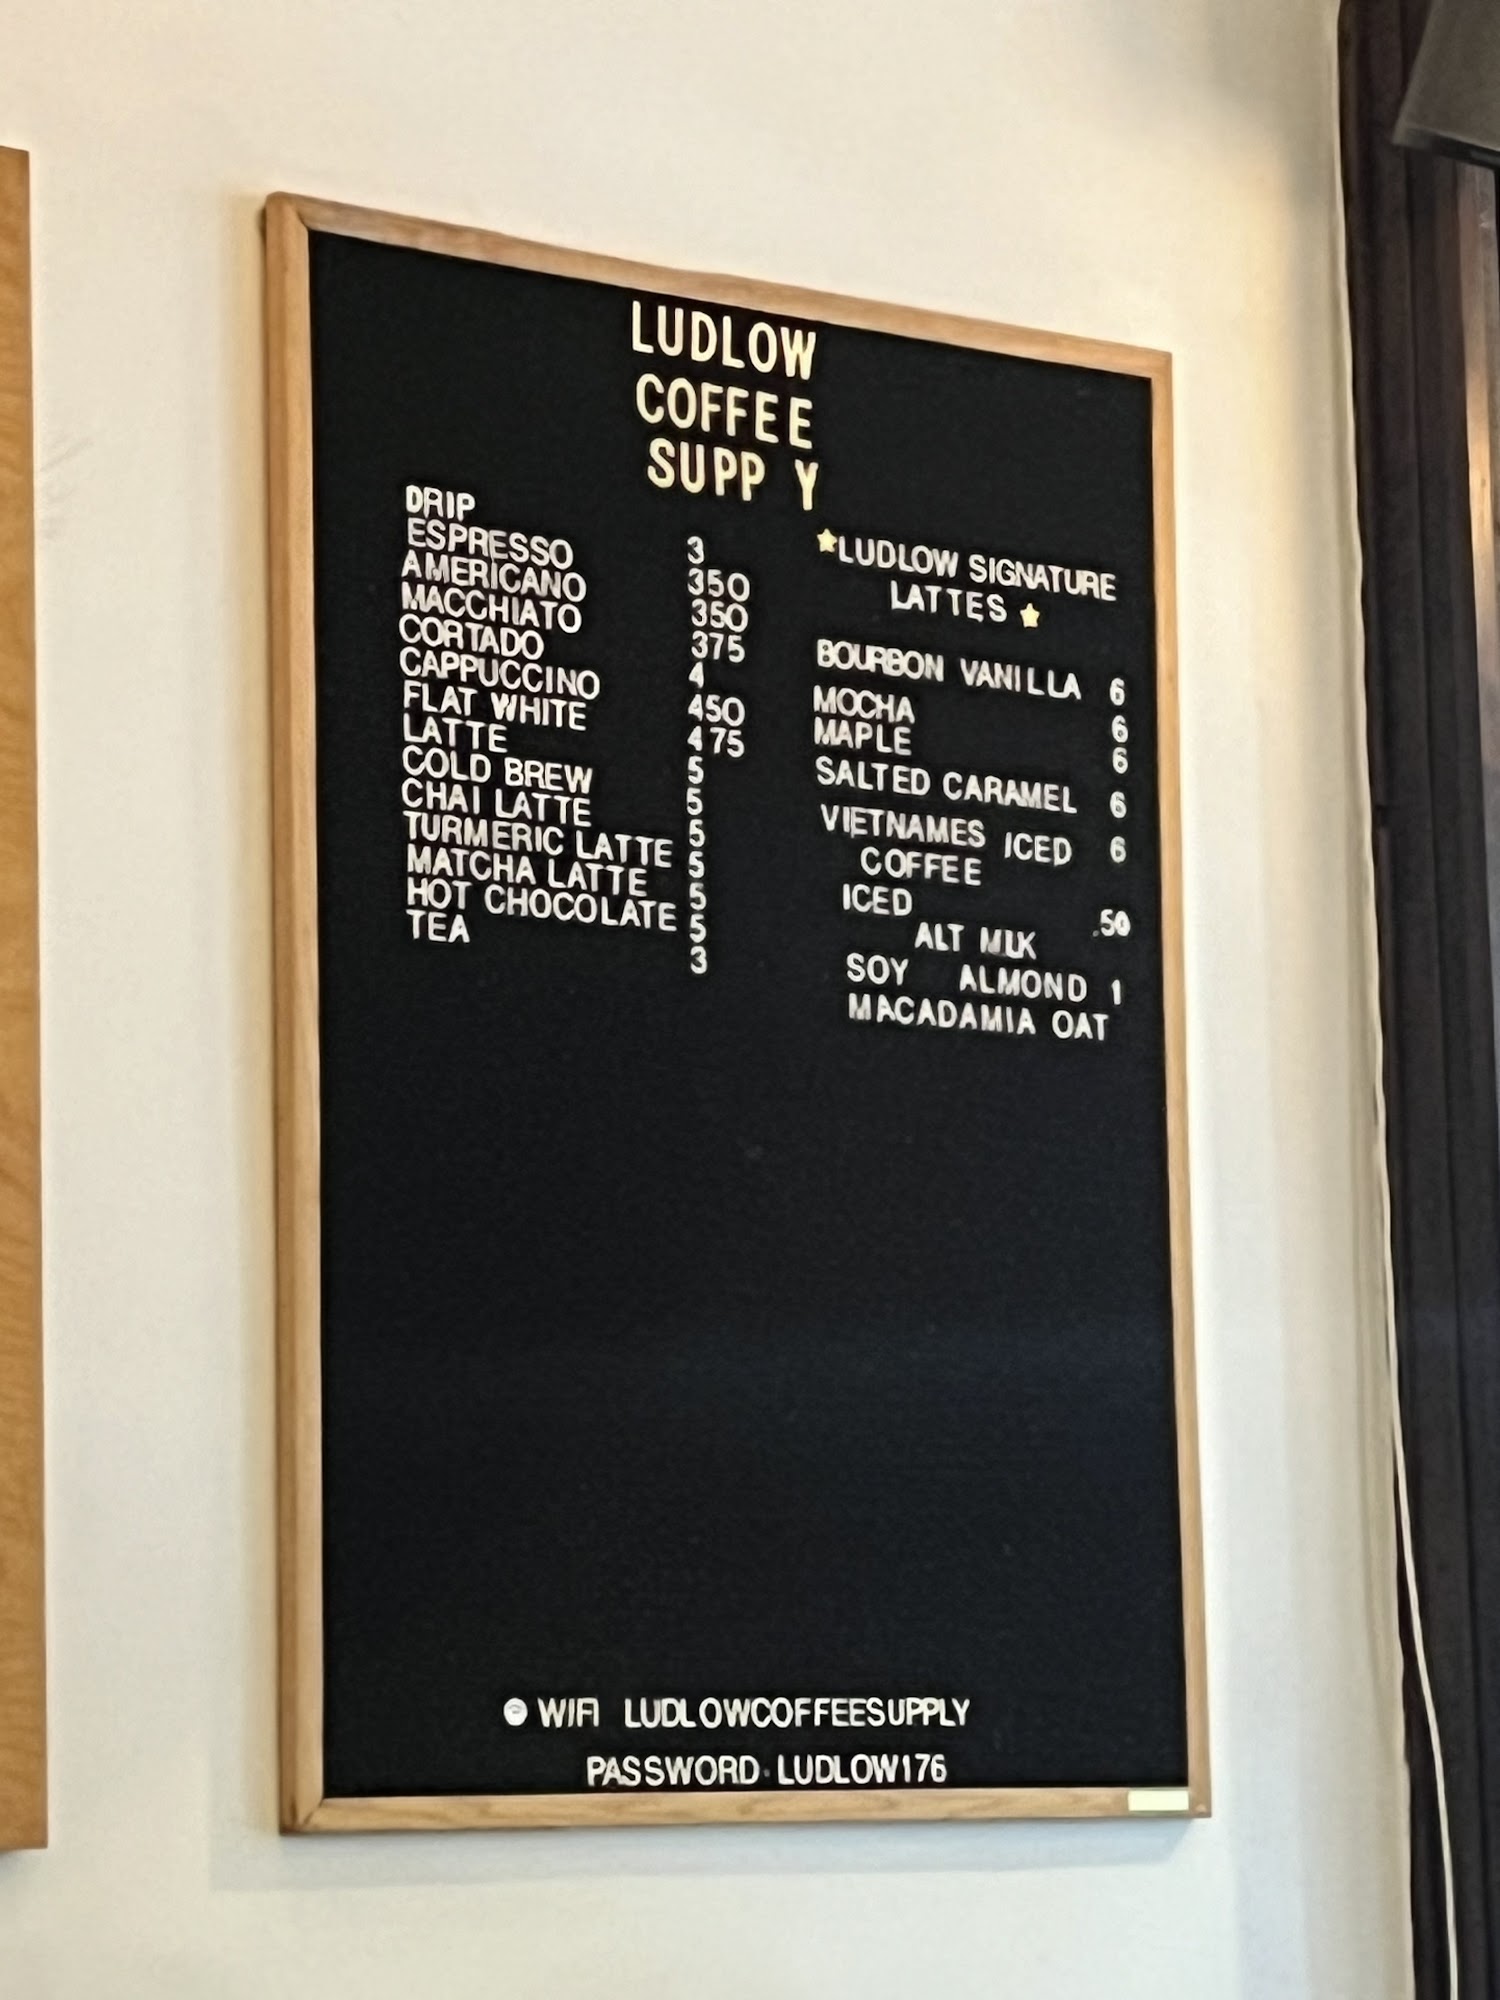 LUDLOW
COFFEE
SUPP Y
DRIP 3
ESPRESSO 350
AMERICANO 350
MACCHIATO 375
CORTADO 4
CAPPUCCINO 450
FLAT WHITE 475
LATTE 5
COLD BREW 5
CHAI LATTE 5
TURMERIC LATTE 5
MATCHA LATTE 5
HOT CHOCOLATE 5
TEA 3
LUDLOW SIGNATURE
LATTES
BOURBON VANILLA 6
MOCHA 6
MAPLE 6
SALTED CARAMEL 6
VIETNAMES ICED 6
COFFEE
ICED .50
ALT MILK
SOY ALMOND 1
MACADAMIA OAT
WIFI LUDLOWCOFFEESUPPLY
PASSWORD· LUDLOW176